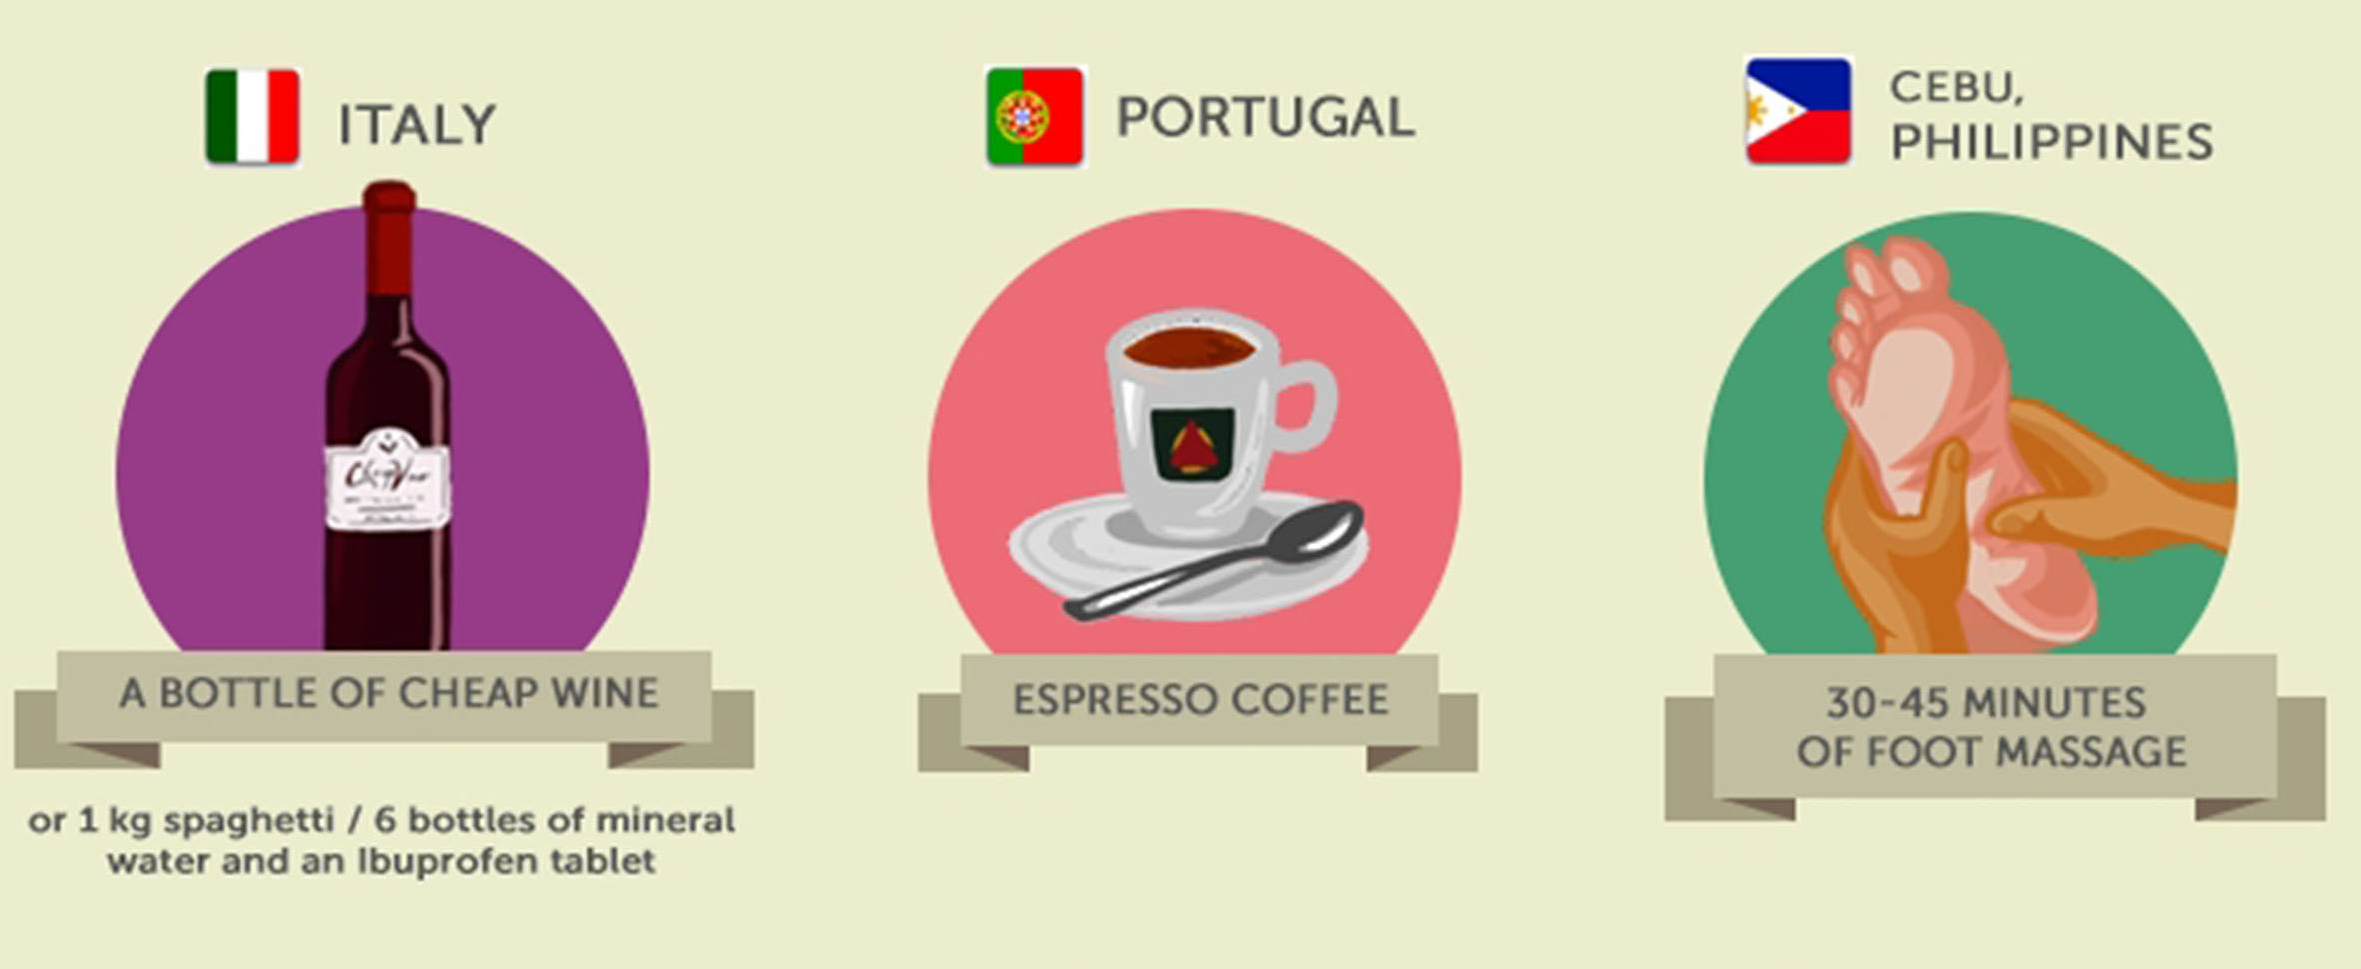 ITALY
PORTUGAL
CEBU,
PHILIPPINES
A BOTTLE OF CHEAP WINE
ESPRESSO COFFEE
30-45 MINUTES
OF FOOT MASSAGE
or 1 kg spaghetti / 6 bottles of mineral
water and an Ibuprofen tablet